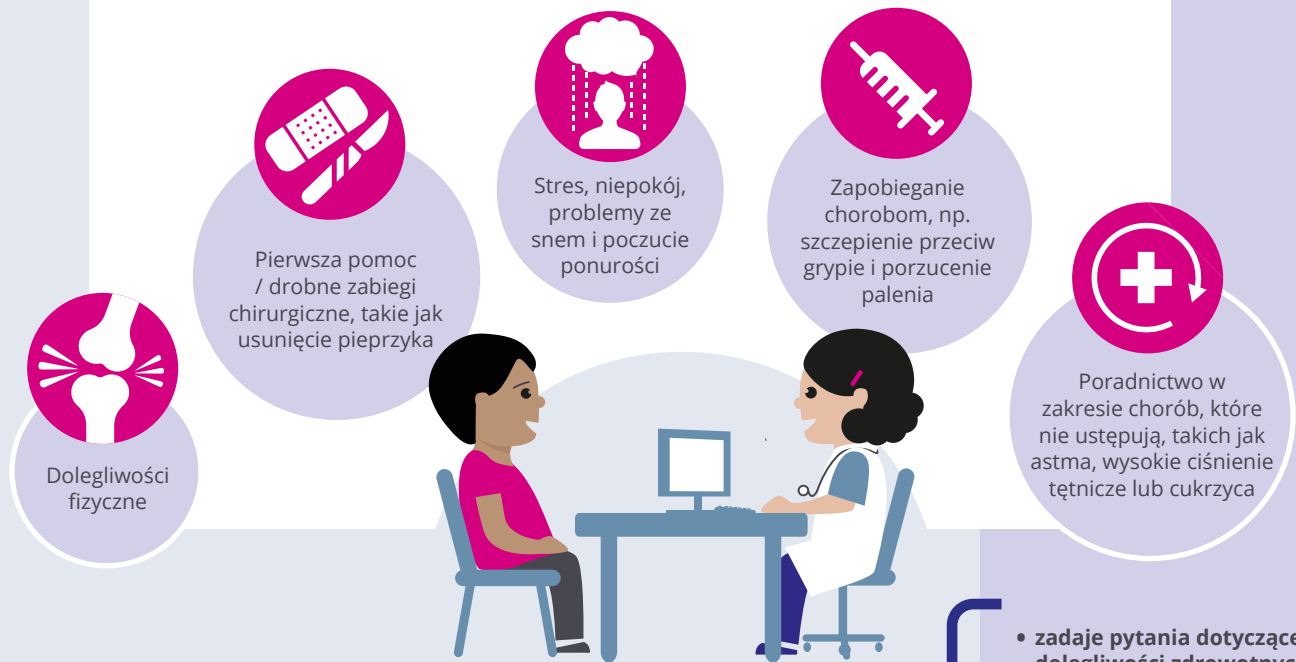 Dolegliwości
fizyczne
Pierwsza pomoc
/ drobne zabiegi
chirurgiczne, takie jak
usunięcie pieprzyka
Stres, niepokój,
problemy ze
snem i poczucie
ponurości
Zapobieganie
chorobom, np.
szczepienie przeciw
grypie i porzucenie
palenia
Poradnictwo w
zakresie chorób, które
nie ustępują, takich jak
astma, wysokie ciśnienie
tętnicze lub cukrzyca
• zadaje pytania dotyczące
dolegliwości